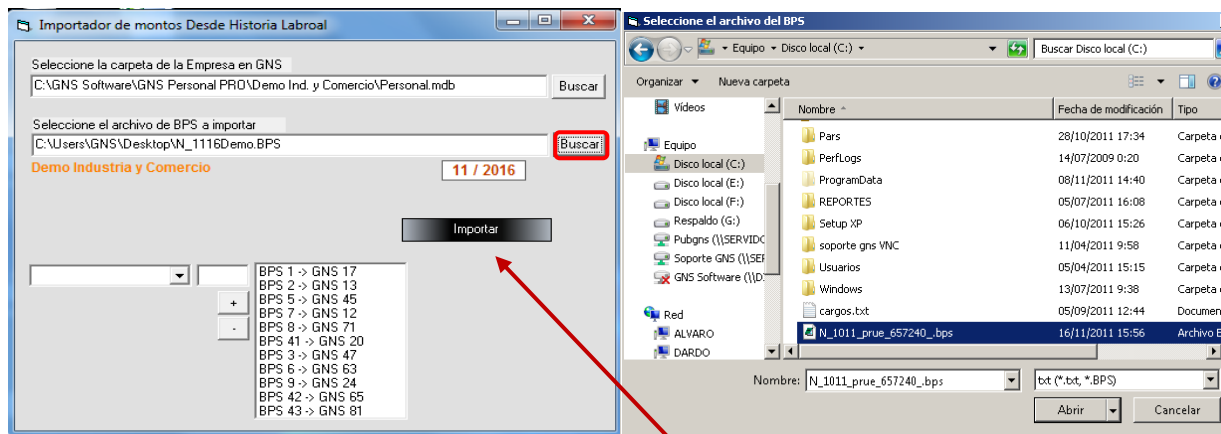 Importador de montos Desde Historia Labroal
Seleccione la carpeta de la Empresa en GNS
C:\GNS Software\GNS Personal PRO\Demo Ind. y Comercio\Personal.mdb
Buscar
Seleccione el archivo de BPS a importar
C:\Users\GNS\Desktop\N_1116Demo.BPS
Buscar
Demo Industria y Comercio
11 / 2016
Importar
+
-
BPS 1 -> GNS 17
BPS 2 -> GNS 13
BPS 5 -> GNS 45
BPS 7 -> GNS 12
BPS 8 -> GNS 71
BPS 41 -> GNS 20
BPS 3 -> GNS 47
BPS 6 -> GNS 63
BPS 9 -> GNS 24
BPS 42 -> GNS 65
BPS 43 -> GNS 81
Seleccione el archivo del BPS
Equipo Disco local (C:)
Buscar Disco local (C:)
Organizar Nueva carpeta
Vídeos
Equipo
Disco local (C:)
Disco local (E:)
Disco local (F:)
Respaldo (G:)
Pubgns (\\SERVIDO
Soporte GNS (\\SEF
GNS Software (\\D.
Red
ALVARO
DARDO
Nombre Fecha de modificación Tipo
Pars 28/10/2011 17:34 Carpeta
PerfLogs 14/07/2009 0:20 Carpeta
ProgramData 08/11/2011 14:40 Carpeta
REPORTES 05/07/2011 16:08 Carpeta
Setup XP 06/10/2011 15:26 Carpeta
soporte gns VNC 11/04/2011 9:58 Carpeta
Usuarios 05/04/2011 15:15 Carpeta
Windows 13/07/2011 9:38 Carpeta
cargos.txt 05/09/2011 12:44 Documen
N_1011_prue_657240_.bps 16/11/2011 15:56 Archivo
Nombre: N_1011_prue_657240_.bps
txt (*.txt, *.BPS)
Abrir
Cancelar